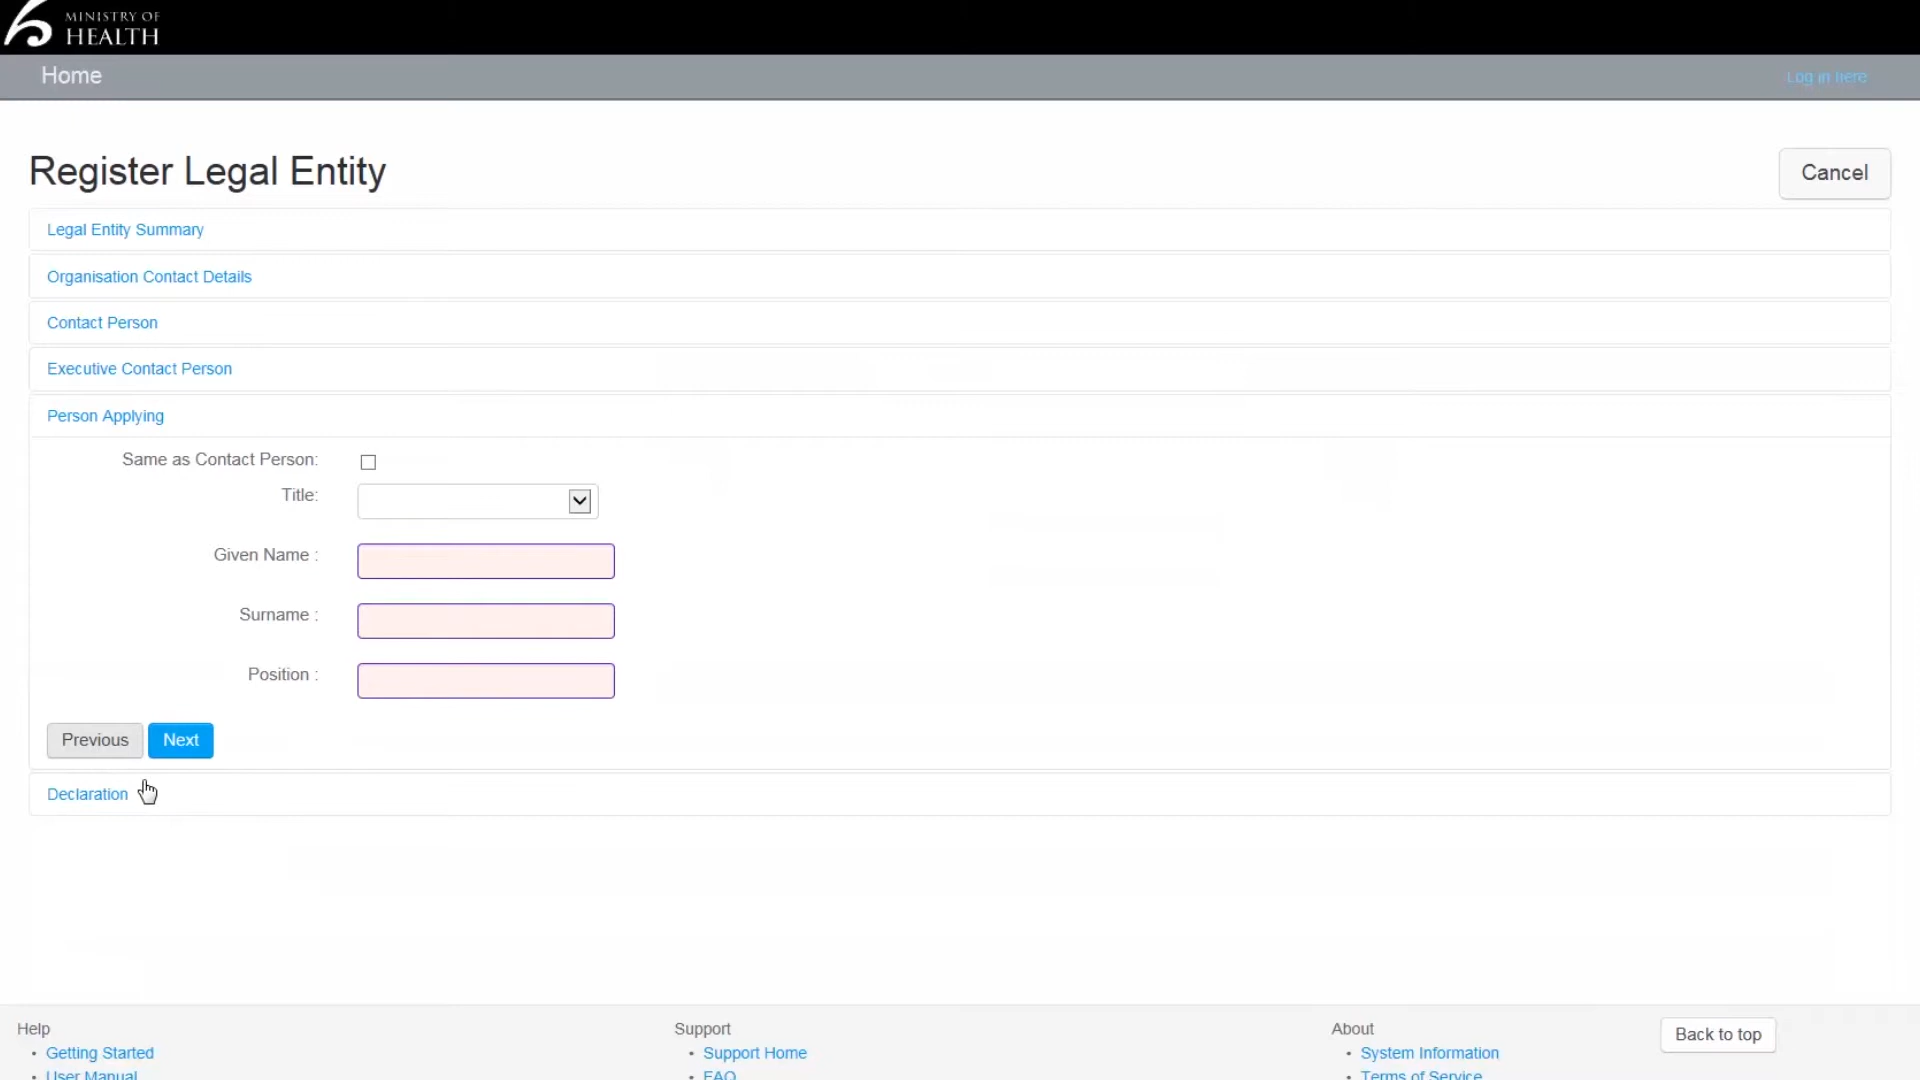 MINISTRY OF
HEALTH
Home
Log in here
Register Legal Entity
Cancel
Legal Entity Summary
Organisation Contact Details
Contact Person
Executive Contact Person
Person Applying
Same as Contact Person:
Title:
Given Name :
Surname :
Position :
Previous
Next
Declaration
Help
Support
About
Back to top
• Getting Started
• Support Home
• System Information
• User Manual
• FAQ
• Terms of Service